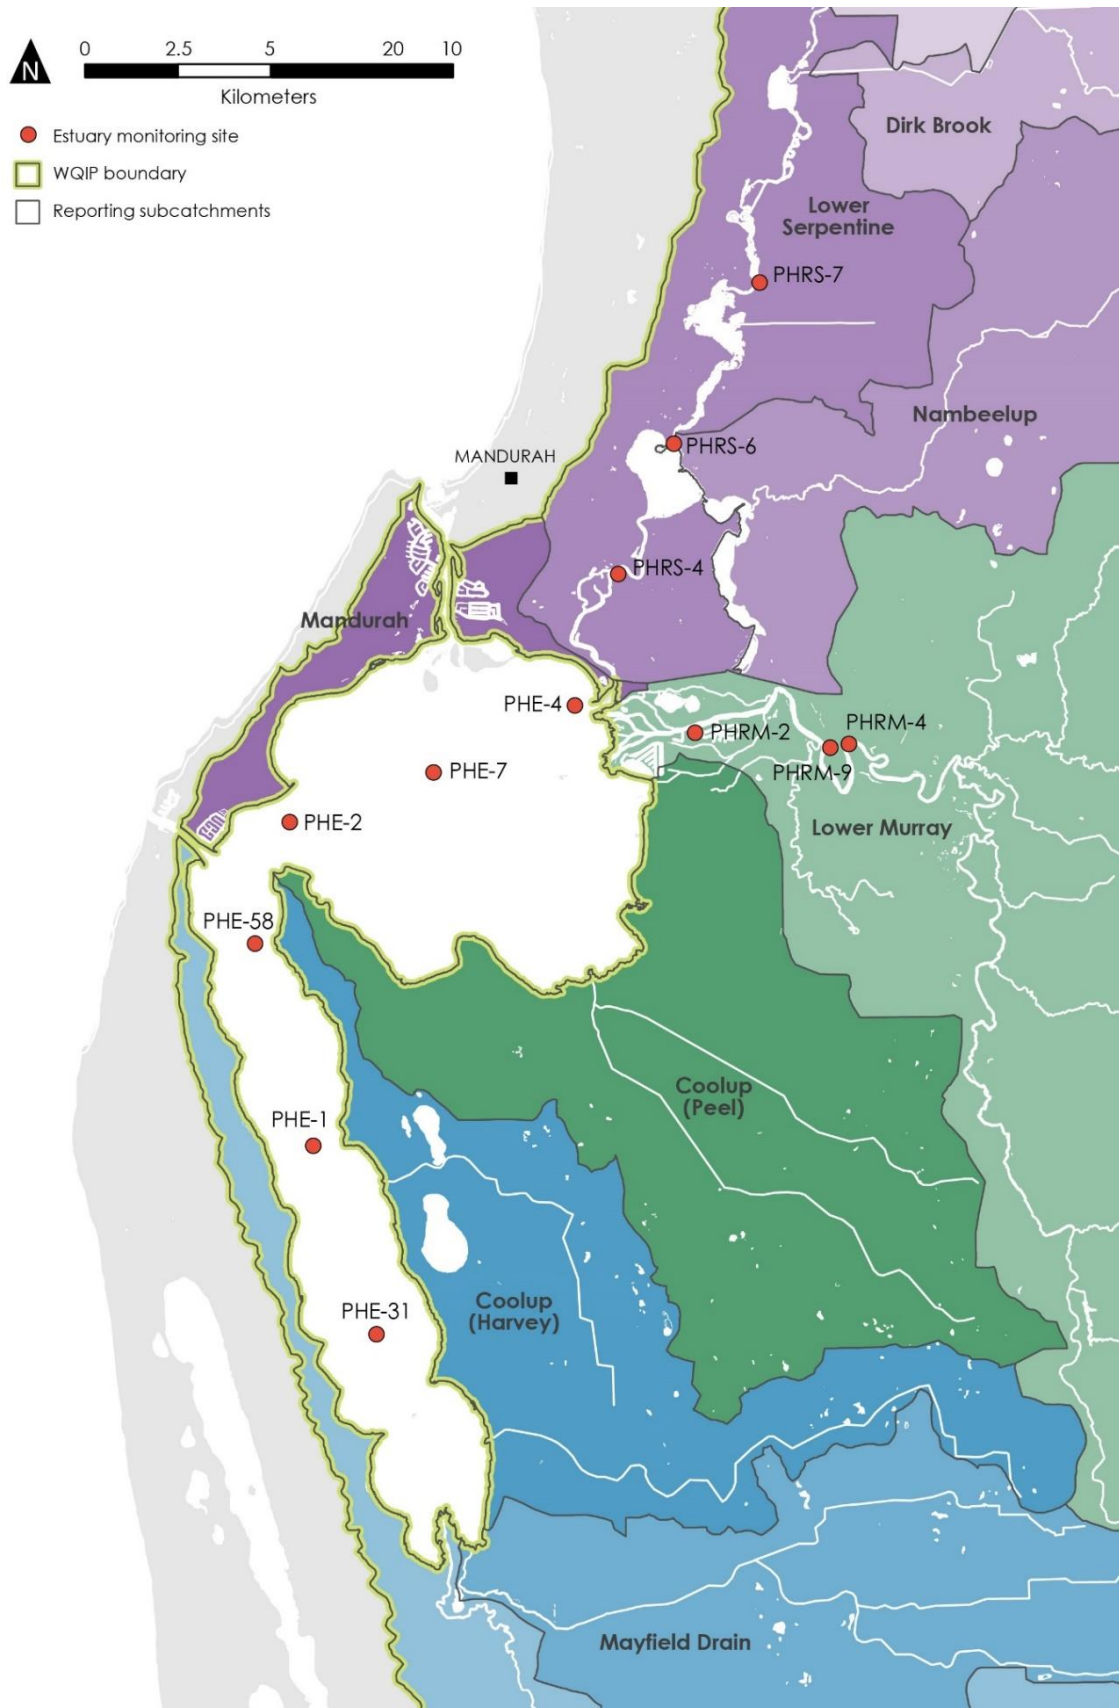 0 2.5 5 20 10
N
Kilometers
Estuary monitoring site
WQIP boundary
Reporting subcatchments
Dirk Brook
Lower
Serpentine
PHRS-7
Nambeelup
PHRS-6
MANDURAH
PHRS-4
Mandurah
PHE-4
PHRM-2
PHRM-4
PHRM-9
PHE-7
PHE-2
Lower Murray
PHE-58
Coolup
(Peel)
PHE-1
Coolup
(Harvey)
PHE-31
Mayfield Drain